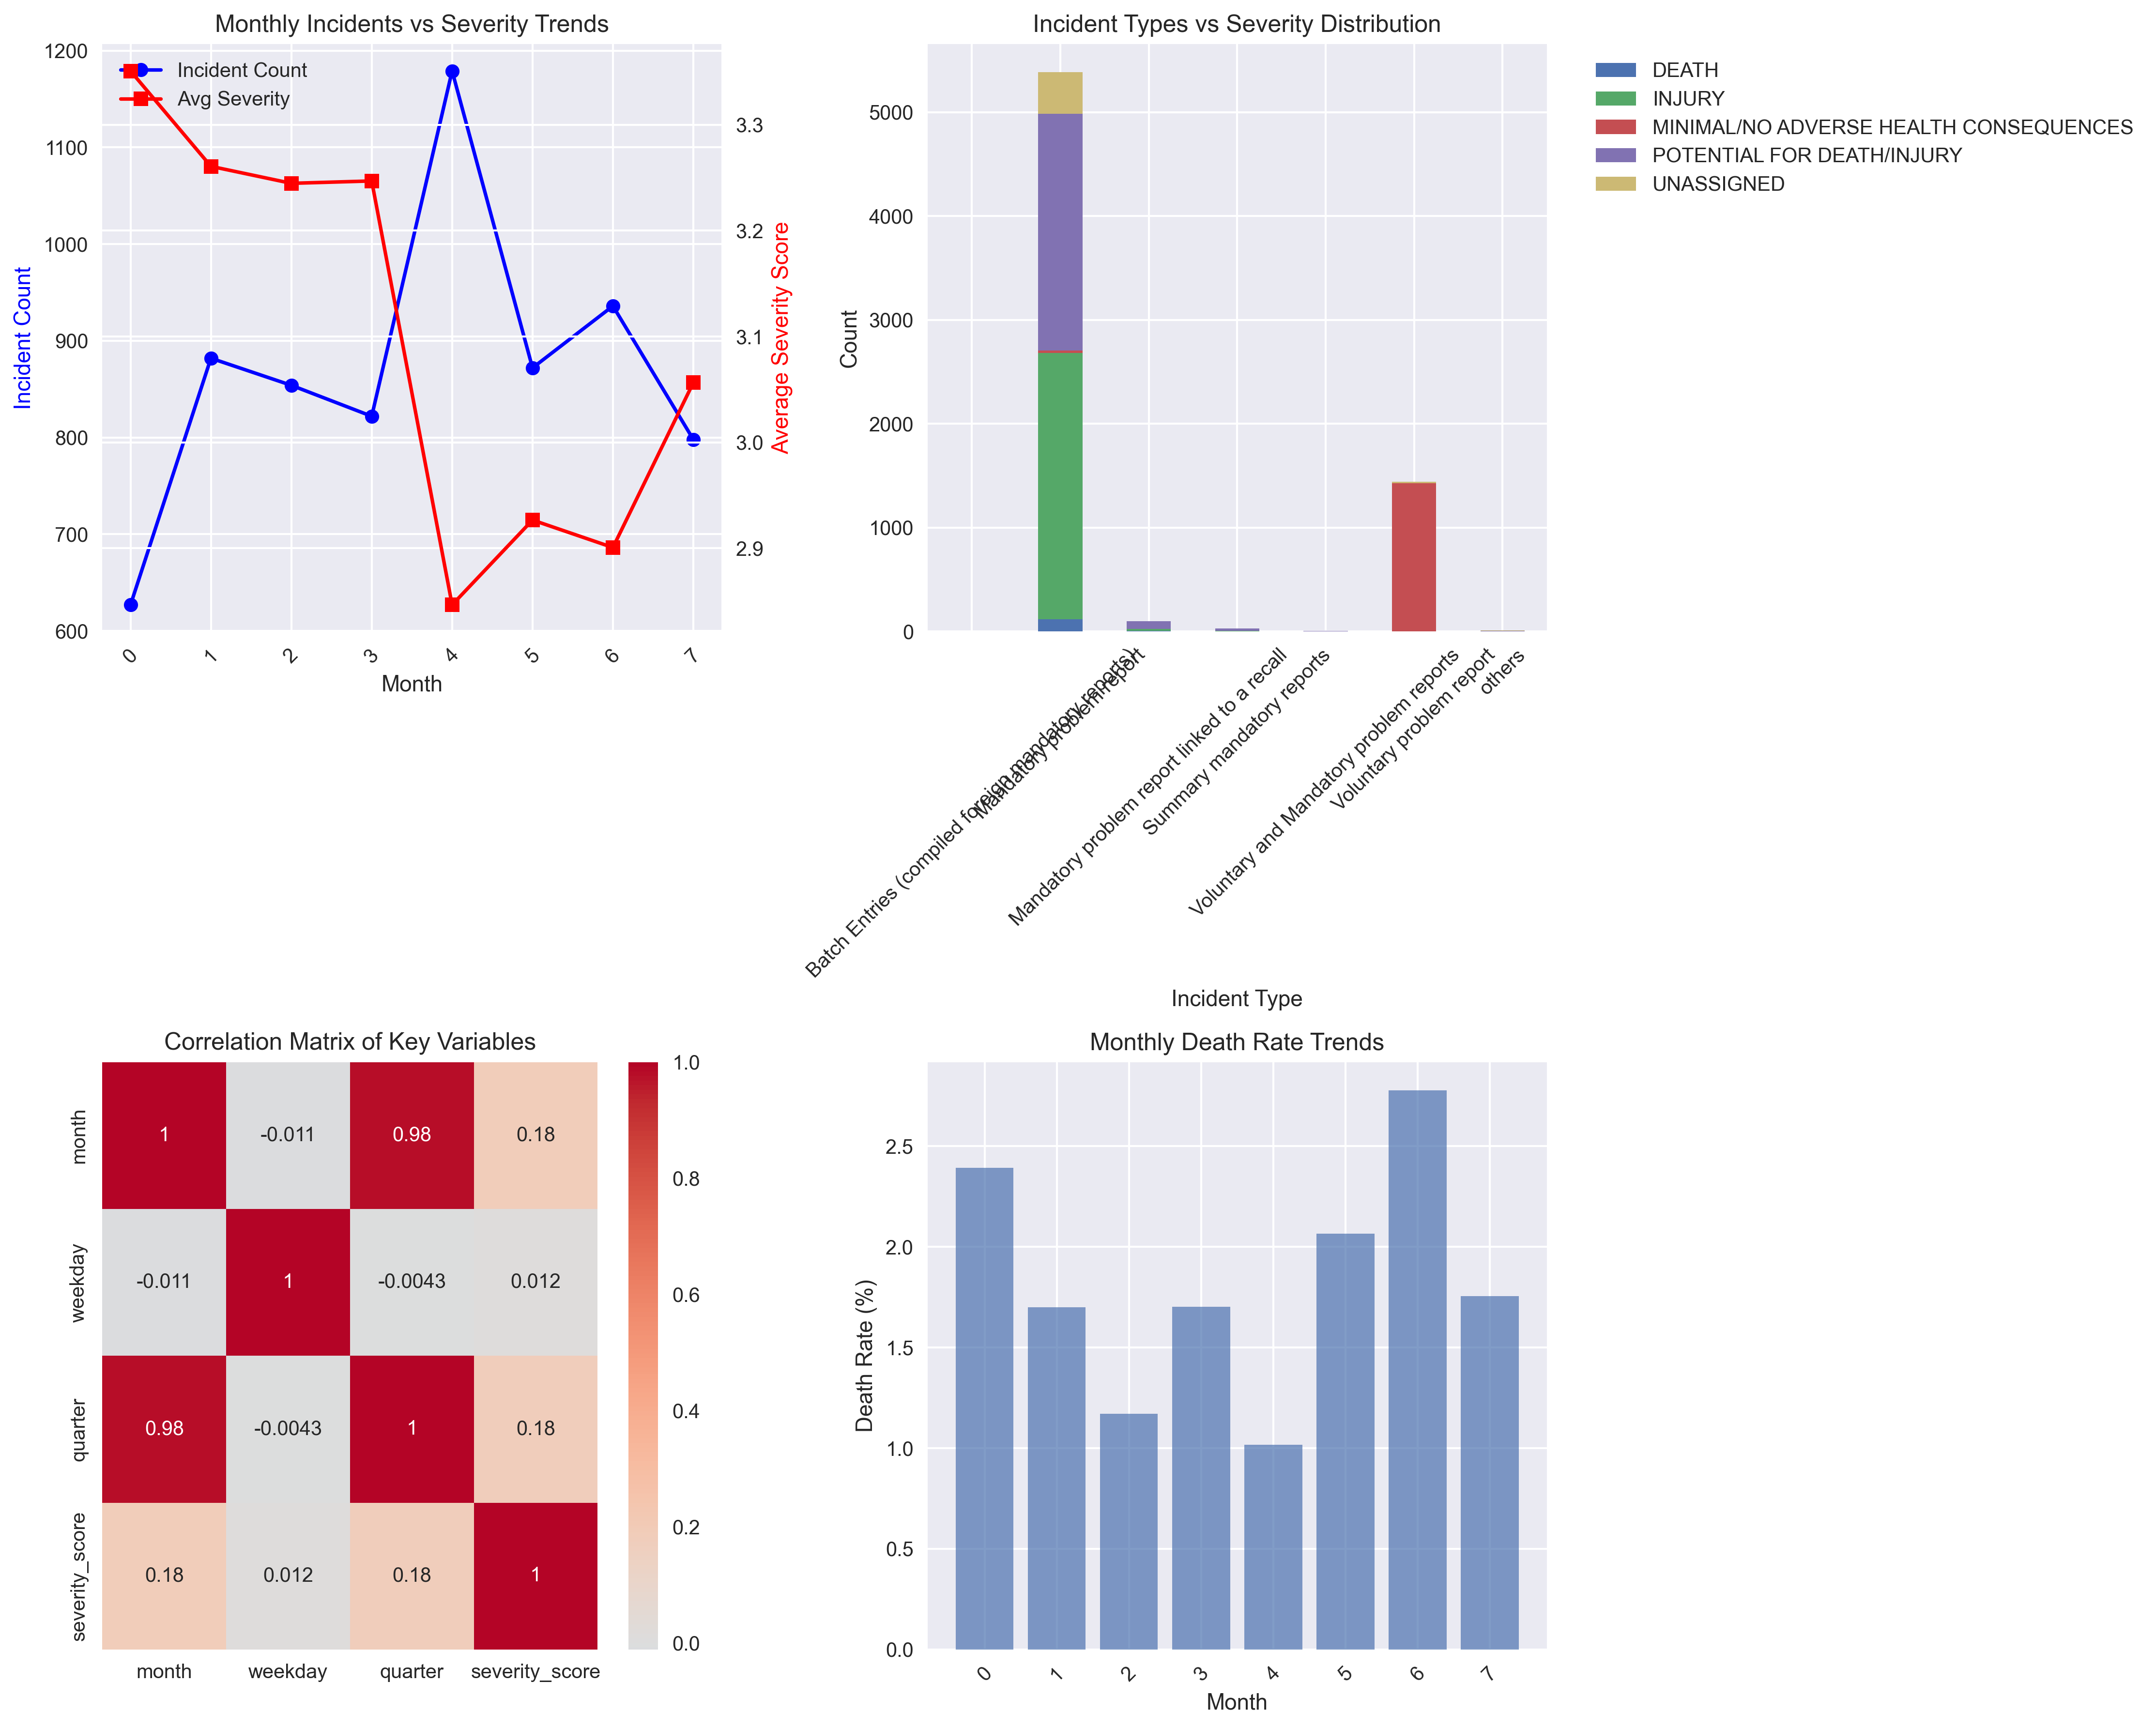 Monthly Incidents vs Severity Trends
Incident Count
Avg Severity
1200
1100
1000
900
800
700
600
Incident Count
3.3
3.2
3.1
3.0
2.9
Average Severity Score
0 1 2 3 4 5 6 7
Month
Incident Types vs Severity Distribution
DEATH
INJURY
MINIMAL/NO ADVERSE HEALTH CONSEQUENCES
POTENTIAL FOR DEATH/INJURY
UNASSIGNED
5000
4000
3000
2000
1000
0
Count
Batch Entries (compiled foreign mandatory reports)
Mandatory problem report
Mandatory problem report linked to a recall
Summary mandatory reports
Voluntary and Mandatory problem reports
Voluntary problem report
others
Incident Type
Correlation Matrix of Key Variables
month
1 -0.011 0.98 0.18
weekday
-0.011 1 -0.0043 0.012
quarter
0.98 -0.0043 1 0.18
severity_score
0.18 0.012 0.18 1
month weekday quarter severity_score
1.0
0.8
0.6
0.4
0.2
0.0
Monthly Death Rate Trends
2.5
2.0
1.5
1.0
0.5
0.0
Death Rate (%)
0 1 2 3 4 5 6 7
Month